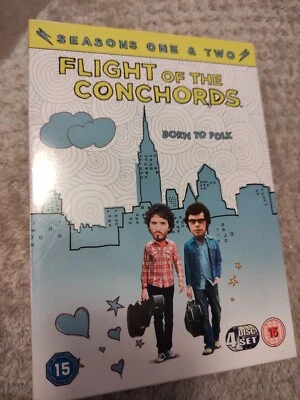 SEASONS ONE & TWO
FLIGHT OF THE
CONCHORDS
BORN TO FOLK
15
4 DISC
SET
15